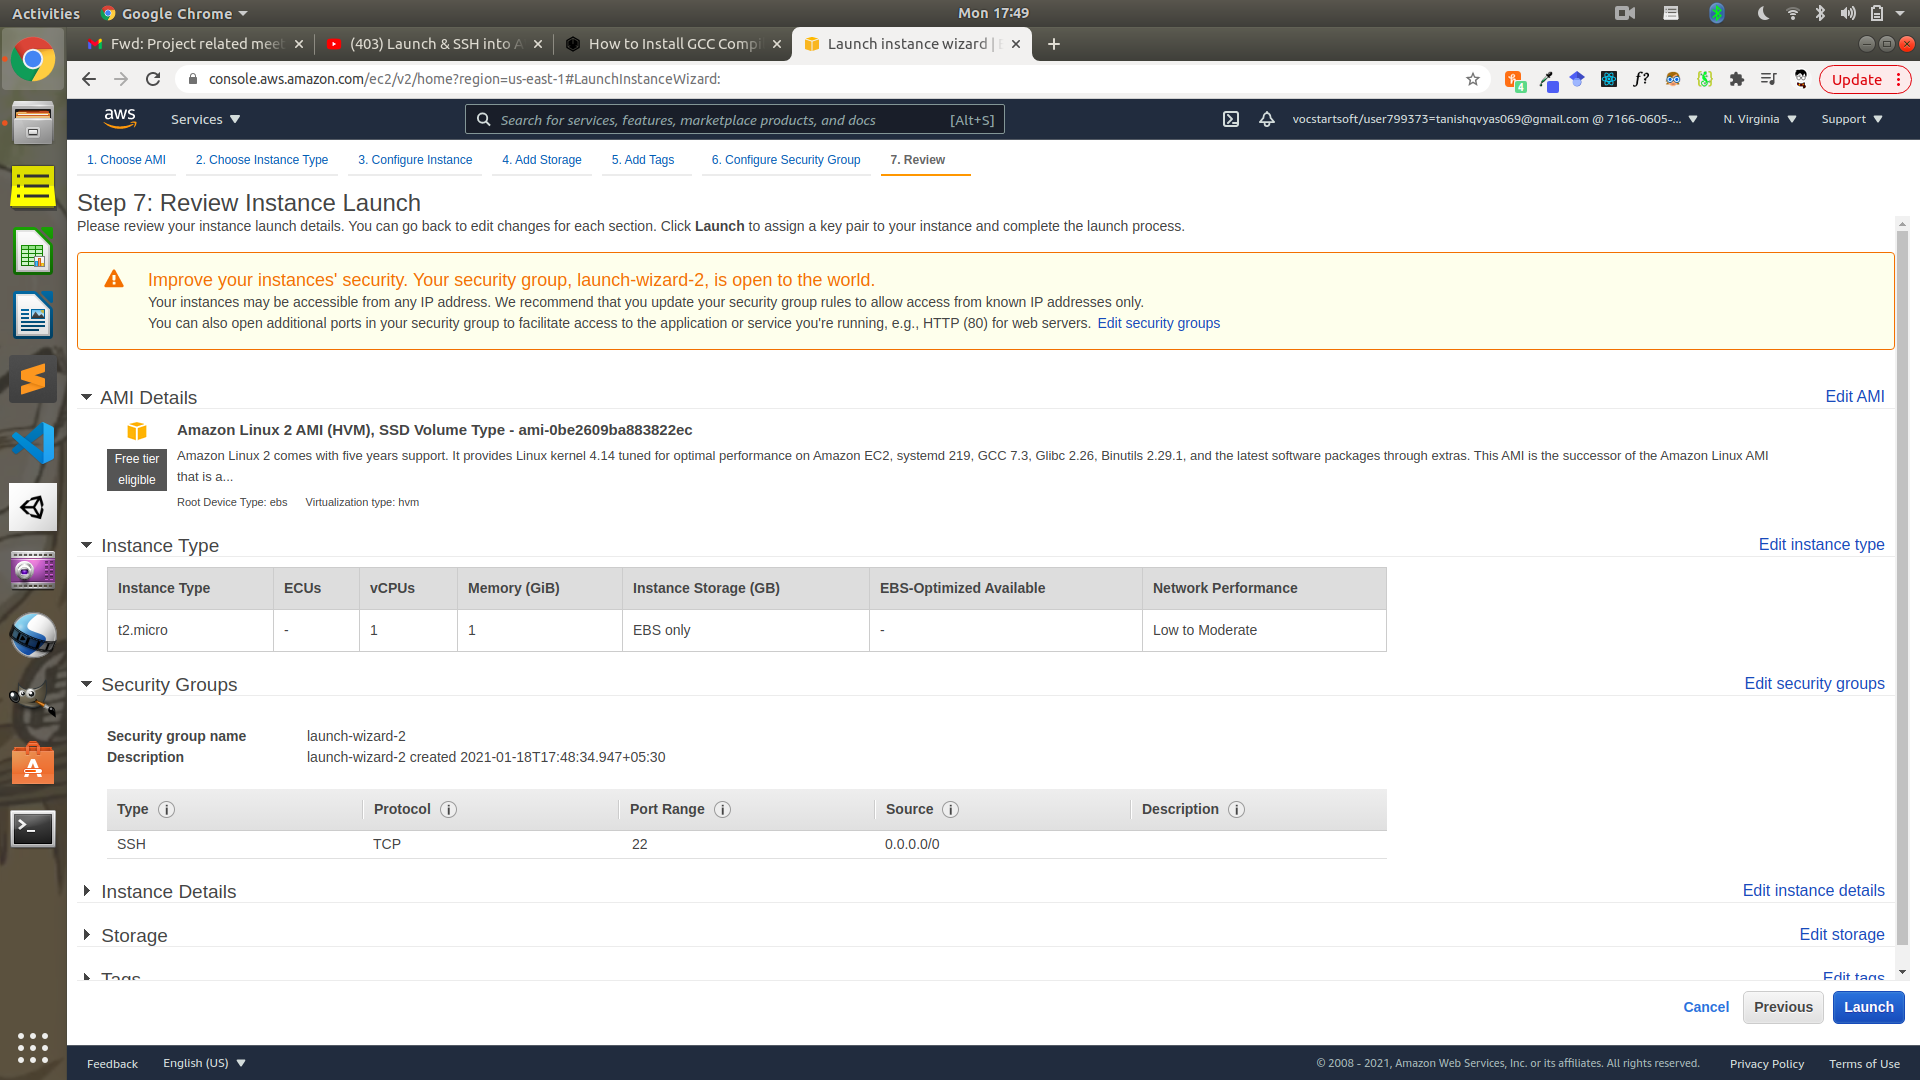 Activities
Google Chrome
Mon 17:49
Fwd: Project related meet
(403) Launch & SSH into A
How to Install GCC Compil
Launch instance wizard | E
console.aws.amazon.com/ec2/v2/home?region=us-east-1#LaunchInstanceWizard:
4
f?
Update
aws
Services
Search for services, features, marketplace products, and docs
[Alt+S]
vocstartsoft/user799373=tanishqvyas069@gmail.com @ 7166-0605-...
N. Virginia
Support
1. Choose AMI
2. Choose Instance Type
3. Configure Instance
4. Add Storage
5. Add Tags
6. Configure Security Group
7. Review
Step 7: Review Instance Launch
Please review your instance launch details. You can go back to edit changes for each section. Click Launch to assign a key pair to your instance and complete the launch process.
Improve your instances' security. Your security group, launch-wizard-2, is open to the world.
Your instances may be accessible from any IP address. We recommend that you update your security group rules to allow access from known IP addresses only.
You can also open additional ports in your security group to facilitate access to the application or service you're running, e.g., HTTP (80) for web servers. Edit security groups
AMI Details
Edit AMI
Amazon Linux 2 AMI (HVM), SSD Volume Type - ami-0be2609ba883822ec
Free tier
eligible
Amazon Linux 2 comes with five years support. It provides Linux kernel 4.14 tuned for optimal performance on Amazon EC2, systemd 219, GCC 7.3, Glibc 2.26, Binutils 2.29.1, and the latest software packages through extras. This AMI is the successor of the Amazon Linux AMI
that is a...
Root Device Type: ebs Virtualization type: hvm
Instance Type
Edit instance type
Instance Type ECUs vCPUs Memory (GiB) Instance Storage (GB) EBS-Optimized Available Network Performance
t2.micro - 1 1 EBS only - Low to Moderate
Security Groups
Edit security groups
Security group name launch-wizard-2
Description launch-wizard-2 created 2021-01-18T17:48:34.947+05:30
Type Protocol Port Range Source Description
SSH TCP 22 0.0.0.0/0
Instance Details
Edit instance details
Storage
Edit storage
Tags
Edit tags
Cancel
Previous
Launch
Feedback
English (US)
© 2008 - 2021, Amazon Web Services, Inc. or its affiliates. All rights reserved.
Privacy Policy
Terms of Use